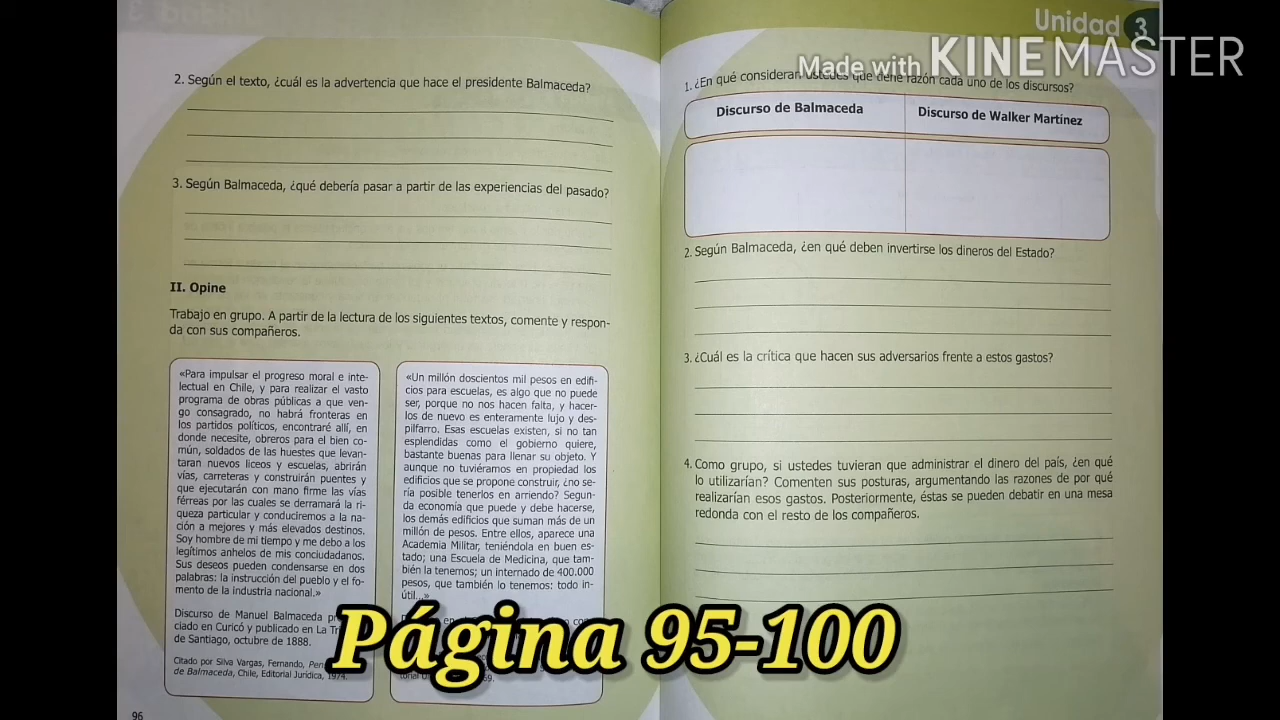 Unidad 3
Made with KINEMASTER
2. Según el texto, ¿cuál es la advertencia que hace el presidente Balmaceda?
3. Según Balmaceda, ¿qué debería pasar a partir de las experiencias del pasado?
II. Opine
Trabajo en grupo. A partir de la lectura de los siguientes textos, comente y respon-
da con sus compañeros.
«Para impulsar el progreso moral e inte-
lectual en Chile, y para realizar el vasto
programa de obras públicas a que ven-
go consagrado, no habrá fronteras en
los partidos políticos, encontraré allí, en
donde necesite, obreros para el bien co-
mún, soldados de las huestes que levan-
taran nuevos liceos y escuelas, abrirán
vías, carreteras y construirán puentes y
que ejecutarán con mano firme las vías
férreas por las cuales se derramará la ri-
queza particular y conduciremos a la na-
ción a mejores y más elevados destinos.
Soy hombre de mi tiempo y me debo a los
legítimos anhelos de mis conciudadanos.
Sus deseos pueden condensarse en dos
palabras: la instrucción del pueblo y el fo-
mento de la industria nacional.»
Discurso de Manuel Balmaceda
ciado en Curicó y publicado en La
de Santiago, octubre de 1888.
Citado por Silva Vargas, Fernando,
de Balmaceda, Chile, Editorial Jurídica, 1974.
«Un millón doscientos mil pesos en edifi-
cios para escuelas, es algo que no puede
ser, porque no nos hacen falta, y hacer-
los de nuevo es enteramente lujo y des-
pilfarro. Esas escuelas existen, si no tan
esplendidas como el gobierno quiere,
bastante buenas para llenar su objeto. Y
aunque no tuviéramos en propiedad los
edificios que se propone construir, ¿no se-
ría posible tenerlos en arriendo? Segun-
da economía que puede y debe hacerse,
los demás edificios que suman más de un
millón de pesos. Entre ellos, aparece una
Academia Militar, teniéndola en buen es-
tado; una Escuela de Medicina, que tam-
bién la tenemos; un internado de 400.000
pesos, que también lo tenemos: todo in-
útil...»
96
1. ¿En qué consideran ustedes que tiene razón cada uno de los discursos?
Discurso de Balmaceda
Discurso de Walker Martínez
2. Según Balmaceda, ¿en qué deben invertirse los dineros del Estado?
3. ¿Cuál es la crítica que hacen sus adversarios frente a estos gastos?
4. Como grupo, si ustedes tuvieran que administrar el dinero del país, ¿en qué
lo utilizarían? Comenten sus posturas, argumentando las razones de por qué
realizarían esos gastos. Posteriormente, éstas se pueden debatir en una mesa
redonda con el resto de los compañeros.
Página 95-100